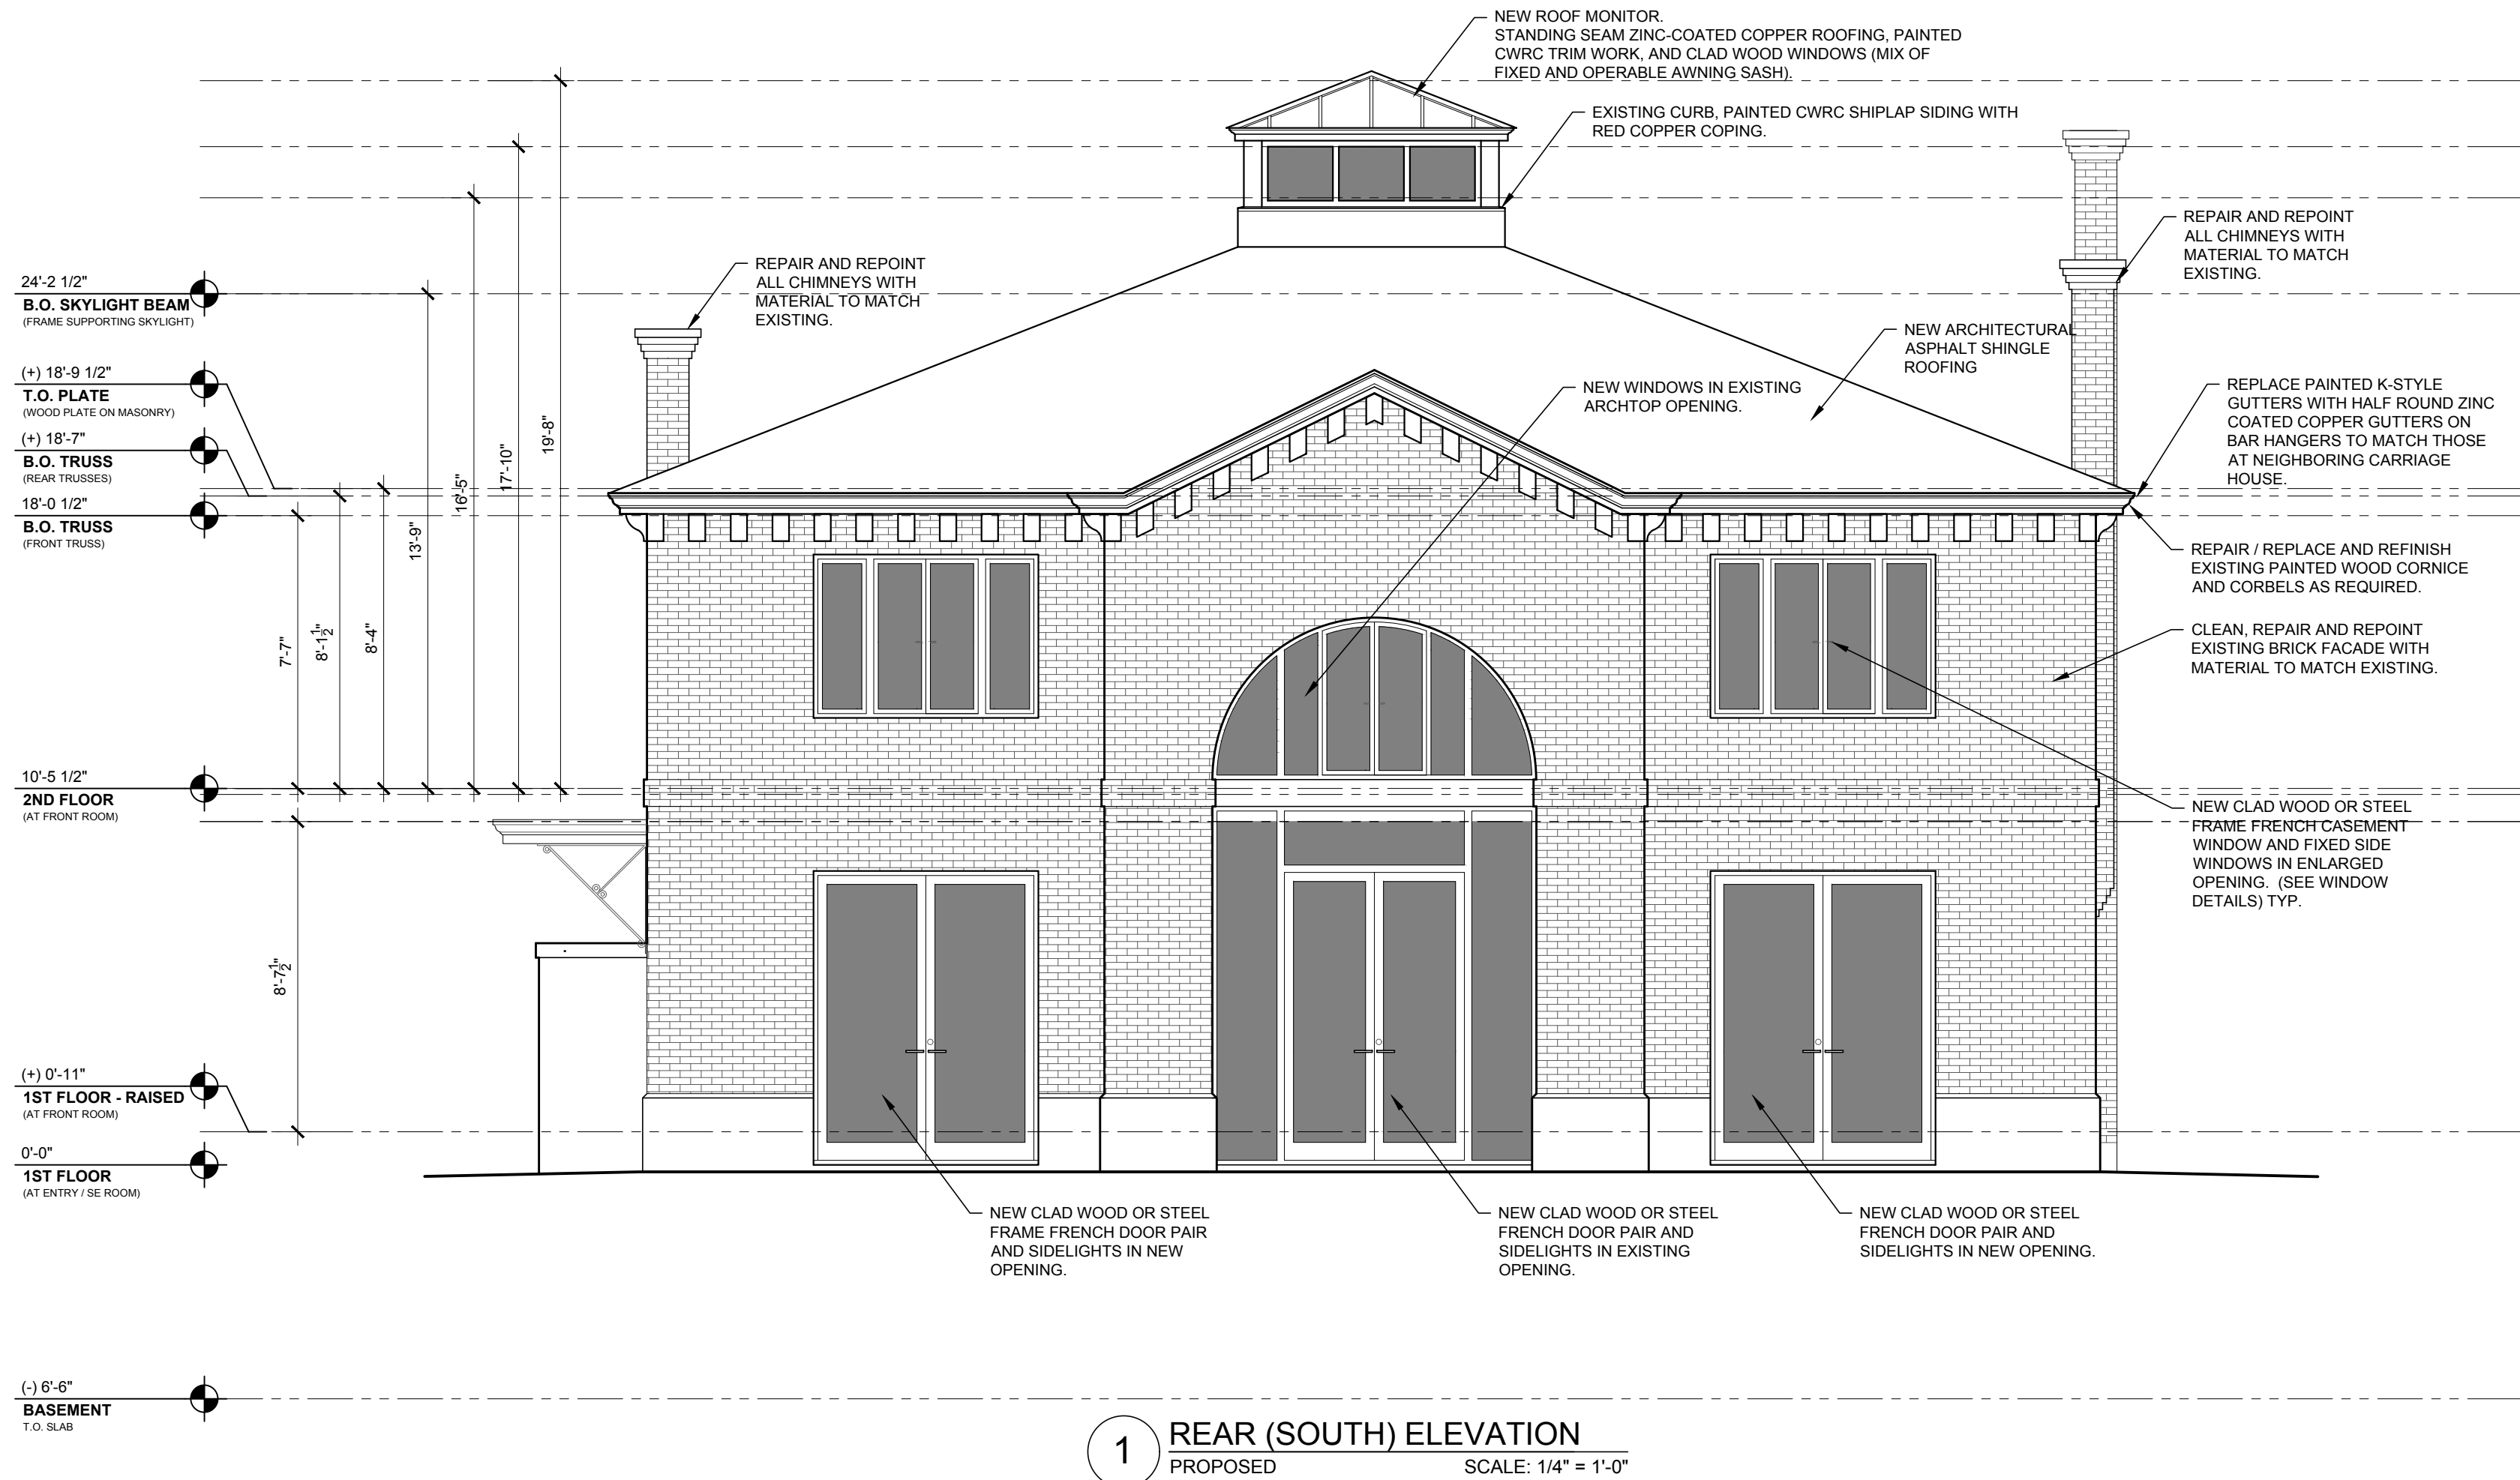 NEW ROOF MONITOR.
STANDING SEAM ZINC-COATED COPPER ROOFING, PAINTED
CWRC TRIM WORK, AND CLAD WOOD WINDOWS (MIX OF
FIXED AND OPERABLE AWNING SASH).
EXISTING CURB, PAINTED CWRC SHIPLAP SIDING WITH
RED COPPER COPING.
REPAIR AND REPOINT
ALL CHIMNEYS WITH
MATERIAL TO MATCH
EXISTING.
REPAIR AND REPOINT
ALL CHIMNEYS WITH
MATERIAL TO MATCH
EXISTING.
24'-2 1/2"
B.O. SKYLIGHT BEAM
(FRAME SUPPORTING SKYLIGHT)
NEW ARCHITECTURAL
ASPHALT SHINGLE
ROOFING
(+) 18'-9 1/2"
T.O. PLATE
(WOOD PLATE ON MASONRY)
NEW WINDOWS IN EXISTING
ARCHTOP OPENING.
REPLACE PAINTED K-STYLE
GUTTERS WITH HALF ROUND ZINC
COATED COPPER GUTTERS ON
BAR HANGERS TO MATCH THOSE
AT NEIGHBORING CARRIAGE
HOUSE.
(+) 18'-7"
B.O. TRUSS
(REAR TRUSSES)
18'-0 1/2"
B.O. TRUSS
(FRONT TRUSS)
7'-7"
8'-1 1/2"
8'-4"
13'-9"
16'-5"
17'-10"
19'-8"
REPAIR / REPLACE AND REFINISH
EXISTING PAINTED WOOD CORNICE
AND CORBELS AS REQUIRED.
CLEAN, REPAIR AND REPOINT
EXISTING BRICK FACADE WITH
MATERIAL TO MATCH EXISTING.
10'-5 1/2"
2ND FLOOR
(AT FRONT ROOM)
NEW CLAD WOOD OR STEEL
FRAME FRENCH CASEMENT
WINDOW AND FIXED SIDE
WINDOWS IN ENLARGED
OPENING.  (SEE WINDOW
DETAILS) TYP.
8'-7 1/2"
(+) 0'-11"
1ST FLOOR - RAISED
(AT FRONT ROOM)
0'-0"
1ST FLOOR
(AT ENTRY / SE ROOM)
NEW CLAD WOOD OR STEEL
FRAME FRENCH DOOR PAIR
AND SIDELIGHTS IN NEW
OPENING.
NEW CLAD WOOD OR STEEL
FRENCH DOOR PAIR AND
SIDELIGHTS IN EXISTING
OPENING.
NEW CLAD WOOD OR STEEL
FRENCH DOOR PAIR AND
SIDELIGHTS IN NEW OPENING.
(-) 6'-6"
BASEMENT
T.O. SLAB
1
REAR (SOUTH) ELEVATION
PROPOSED SCALE: 1/4" = 1'-0"